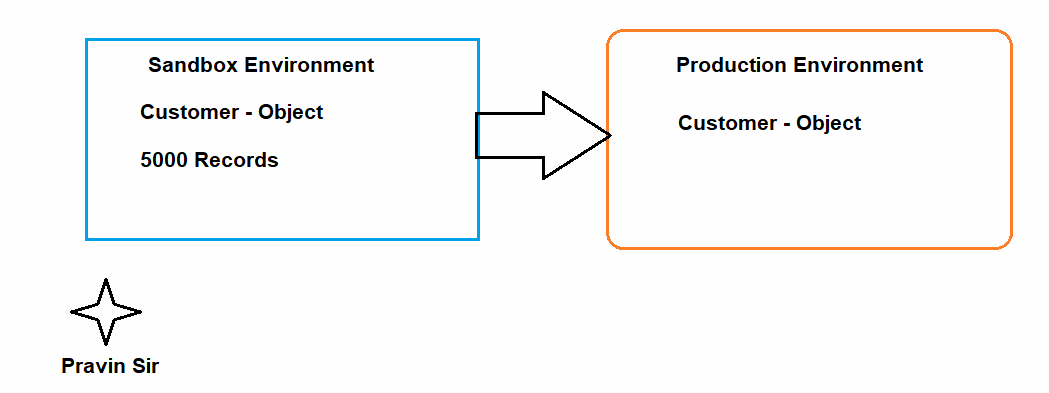 Sandbox Environment
Customer - Object
5000 Records
Production Environment
Customer - Object
Pravin Sir